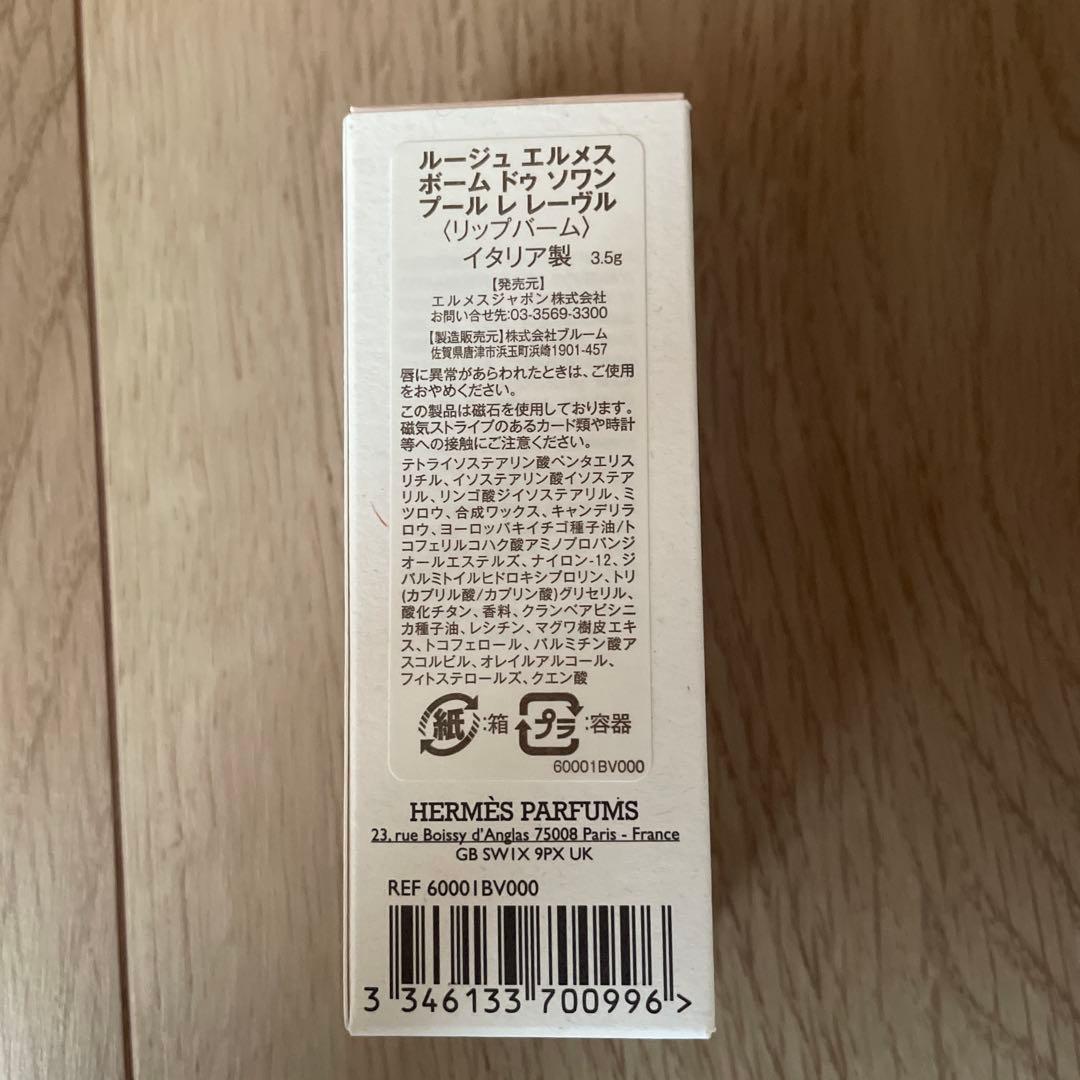 ルージュ エルメス
ボーム ドゥ ソワン
プール レ レーヴル
〈リップバーム〉
イタリア製 3.5g
【発売元】
エルメスジャポン株式会社
お問い合せ先:03-3569-3300
【製造販売元】株式会社ブルーム
佐賀県唐津市浜玉町浜崎1901-457
唇に異常があらわれたときは、ご使用
をおやめください。
この製品は磁石を使用しております。
磁気ストライプのあるカード類や時計
等への接触にご注意ください。
テトライソステアリン酸ペンタエリス
リチル、イソステアリン酸イソステア
リル、リンゴ酸ジイソステアリル、ミ
ツロウ、合成ワックス、キャンデリラ
ロウ、ヨーロッパキイチゴ種子油/ト
コフェリルコハク酸アミノプロパンジ
オールエステルズ、ナイロン-12、ジ
パルミトイルヒドロキシプロリン、トリ
(カプリル酸/カプリン酸)グリセリル、
酸化チタン、香料、クランベアビシニ
カ種子油、レシチン、マグワ樹皮エキ
ス、トコフェロール、パルミチン酸ア
スコルビル、オレイルアルコール、
フィトステロールズ、クエン酸
紙:箱 プラ:容器
60001BV000
HERMÈS PARFUMS
23, rue Boissy d'Anglas 75008 Paris - France
GB SW1X 9PX UK
REF 60001BV000
3 346133 700996 >